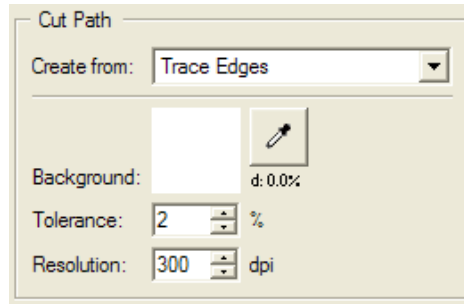 Cut Path
Create from: Trace Edges
Background: d: 0.0%
Tolerance: 2 %
Resolution: 300 dpi